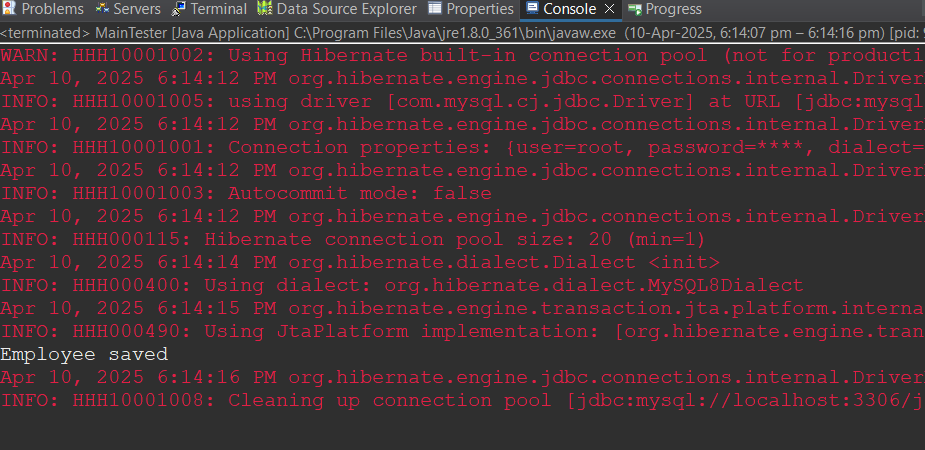 Problems Servers Terminal Data Source Explorer Properties Console Progress
<terminated> MainTester [Java Application] C:\Program Files\Java\jre1.8.0_361\bin\javaw.exe (10-Apr-2025, 6:14:07 pm – 6:14:16 pm) [pid:
WARN: HHH10001002: Using Hibernate built-in connection pool (not for producti
Apr 10, 2025 6:14:12 PM org.hibernate.engine.jdbc.connections.internal.Driver
INFO: HHH10001005: using driver [com.mysql.cj.jdbc.Driver] at URL [jdbc:mysql
Apr 10, 2025 6:14:12 PM org.hibernate.engine.jdbc.connections.internal.Driver
INFO: HHH10001001: Connection properties: {user=root, password=****, dialect=
Apr 10, 2025 6:14:12 PM org.hibernate.engine.jdbc.connections.internal.Driver
INFO: HHH10001003: Autocommit mode: false
Apr 10, 2025 6:14:12 PM org.hibernate.engine.jdbc.connections.internal.Driver
INFO: HHH000115: Hibernate connection pool size: 20 (min=1)
Apr 10, 2025 6:14:14 PM org.hibernate.dialect.Dialect <init>
INFO: HHH000400: Using dialect: org.hibernate.dialect.MySQL8Dialect
Apr 10, 2025 6:14:15 PM org.hibernate.engine.transaction.jta.platform.interna
INFO: HHH000490: Using JtaPlatform implementation: [org.hibernate.engine.tran
Employee saved
Apr 10, 2025 6:14:16 PM org.hibernate.engine.jdbc.connections.internal.Driver
INFO: HHH10001008: Cleaning up connection pool [jdbc:mysql://localhost:3306/j